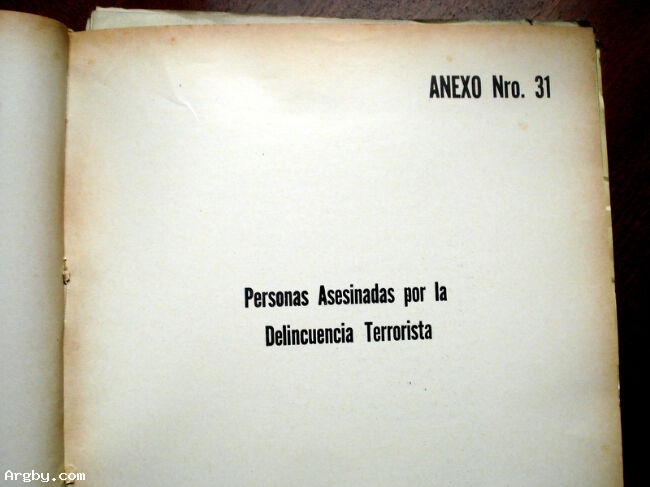 ANEXO Nro. 31
Personas Asesinadas por la
Delincuencia Terrorista
Argby.com